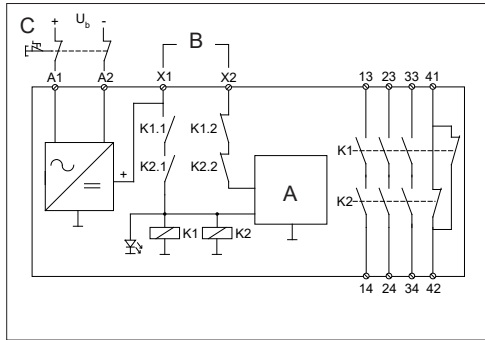 C + U_b - B
A1 A2 X1 X2 13 23 33 41
K1.1 K1.2 K1
K2.1 K2.2 A
+ K2
K1 K2
14 24 34 42